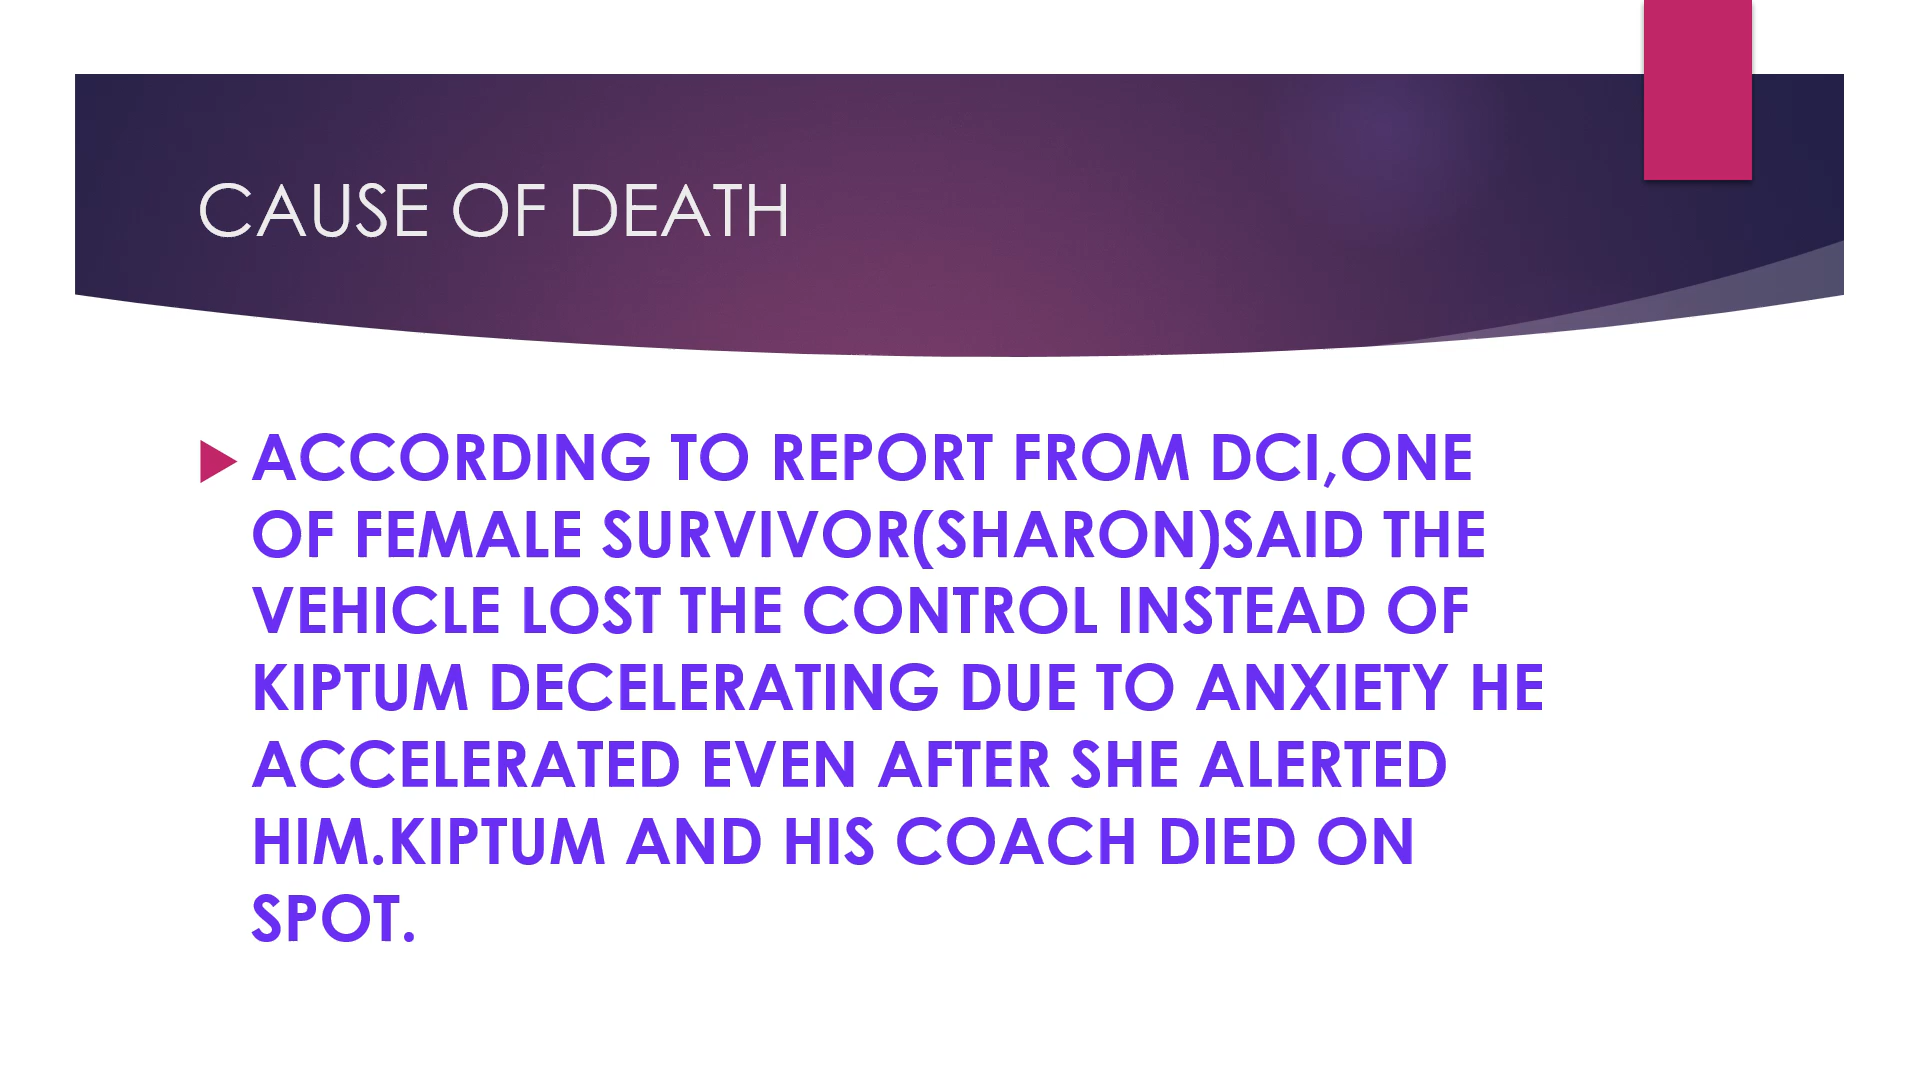 CAUSE OF DEATH
ACCORDING TO REPORT FROM DCI,ONE
OF FEMALE SURVIVOR(SHARON)SAID THE
VEHICLE LOST THE CONTROL INSTEAD OF
KIPTUM DECELERATING DUE TO ANXIETY HE
ACCELERATED EVEN AFTER SHE ALERTED
HIM.KIPTUM AND HIS COACH DIED ON
SPOT.